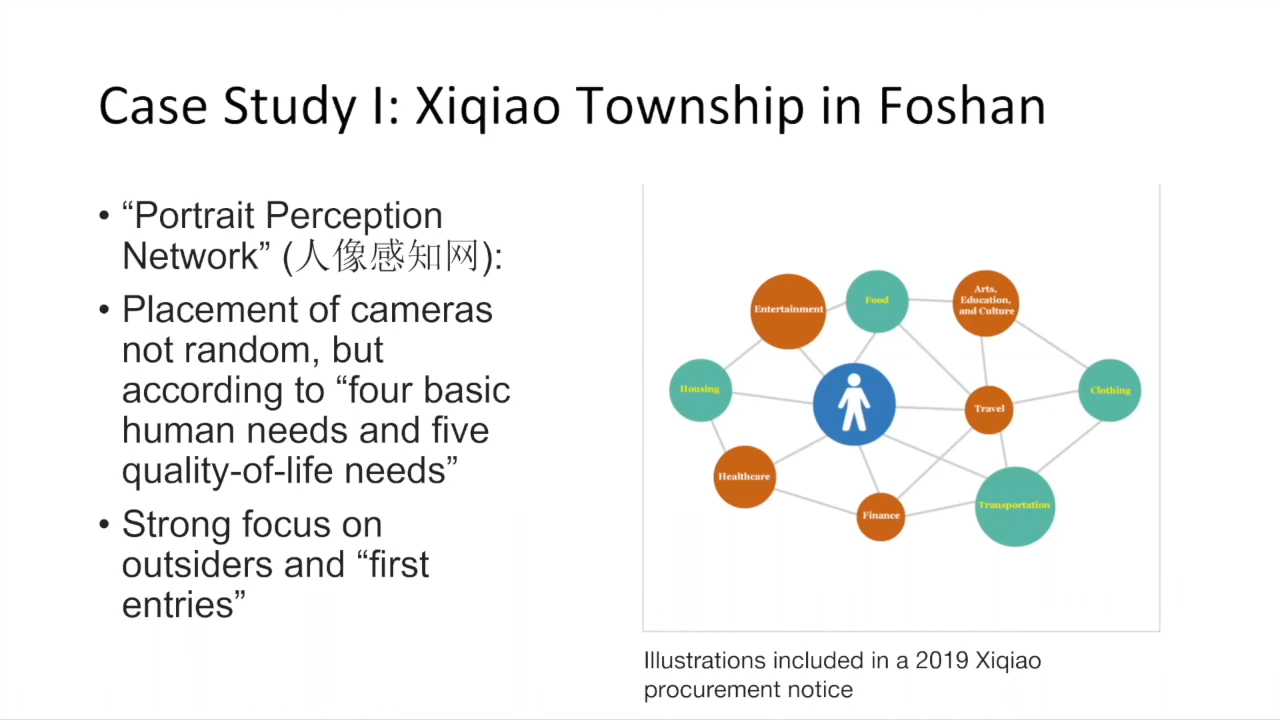 Case Study I: Xiqiao Township in Foshan
• “Portrait Perception
Network” (人像感知网):
• Placement of cameras
not random, but
according to “four basic
human needs and five
quality-of-life needs”
• Strong focus on
outsiders and “first
entries”
Entertainment
Food
Arts,
Education,
and Culture
Housing
Clothing
Travel
Healthcare
Finance
Transportation
Illustrations included in a 2019 Xiqiao
procurement notice